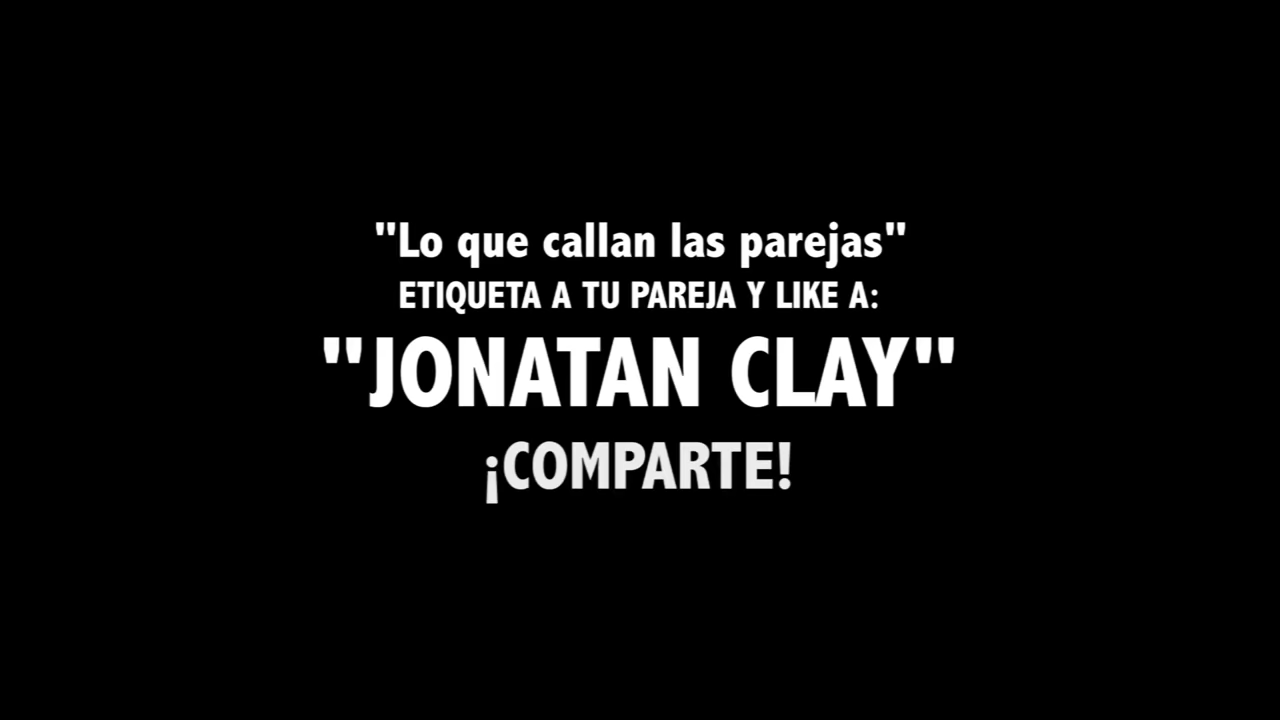 "Lo que callan las parejas"
ETIQUETA A TU PAREJA Y LIKE A:
"JONATAN CLAY"
¡COMPARTE!